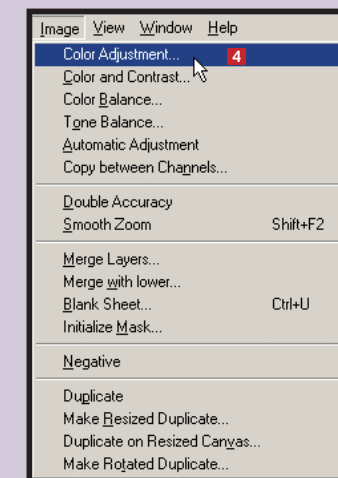 Image View Window Help
Color Adjustment... 4
Color and Contrast...
Color Balance...
Tone Balance...
Automatic Adjustment
Copy between Channels...
Double Accuracy
Smooth Zoom Shift+F2
Merge Layers...
Merge with lower...
Blank Sheet... Ctrl+U
Initialize Mask...
Negative
Duplicate
Make Resized Duplicate...
Duplicate on Resized Canvas...
Make Rotated Duplicate...